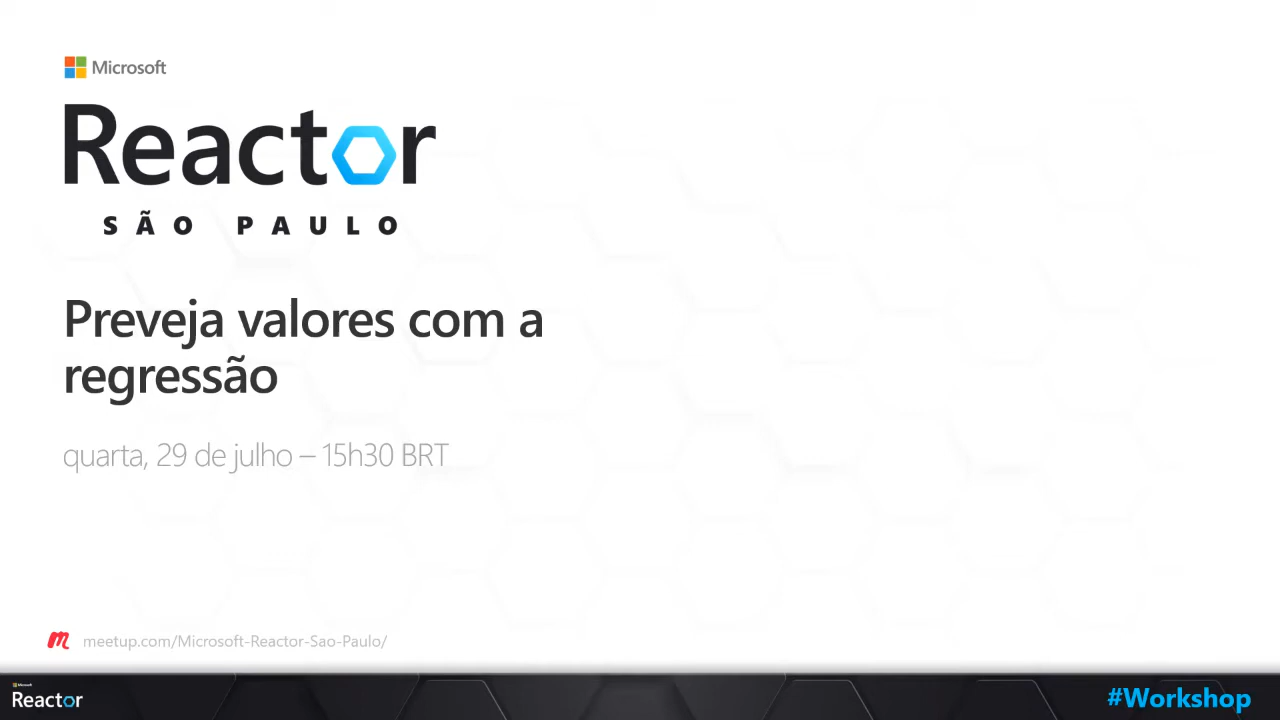 Microsoft
Reactor
SÃO PAULO
Preveja valores com a
regressão
quarta, 29 de julho – 15h30 BRT
meetup.com/Microsoft-Reactor-Sao-Paulo/
Microsoft
Reactor
#Workshop